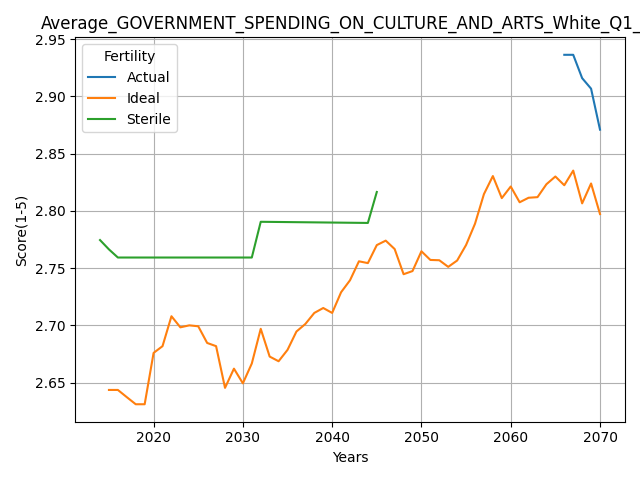 Average_GOVERNMENT_SPENDING_ON_CULTURE_AND_ARTS_White_Q1_
Fertility
Actual
Ideal
Sterile
2.95
2.90
2.85
2.80
2.75
2.70
2.65
Score(1-5)
2020 2030 2040 2050 2060 2070
Years